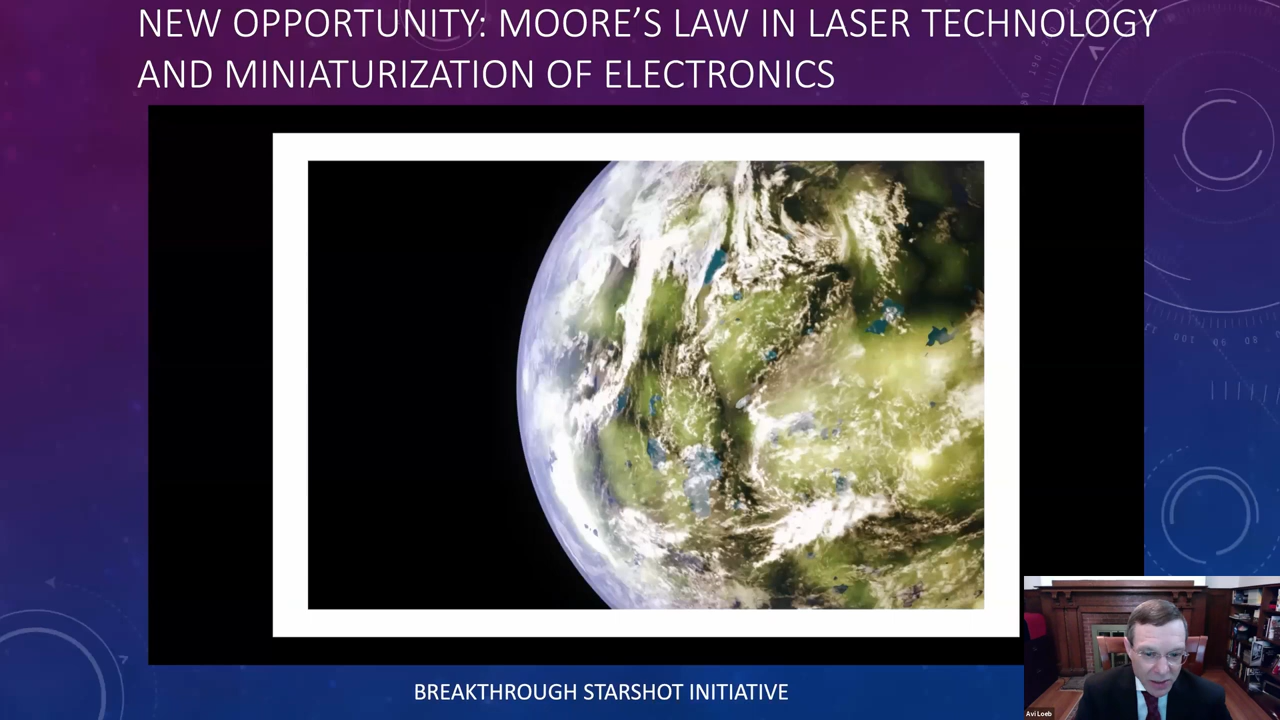 NEW OPPORTUNITY: MOORE'S LAW IN LASER TECHNOLOGY
AND MINIATURIZATION OF ELECTRONICS
BREAKTHROUGH STARSHOT INITIATIVE
Avi Loeb